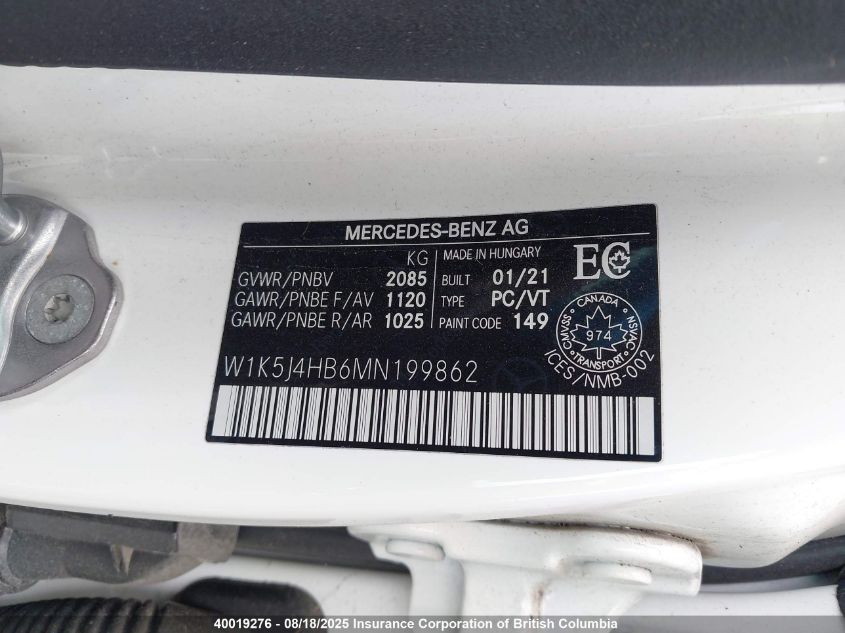 MERCEDES-BENZ AG
KG MADE IN HUNGARY
GVWR/PNBV 2085 BUILT 01/21
GAWR/PNBE F/AV 1120 TYPE PC/VT
GAWR/PNBE R/AR 1025 PAINT CODE 149
EC
CANADA
CMVSS 974 NSVAC
TRANSPORT
ICES/NMB-002
W1K5J4HB6MN199862
40019276 - 08/18/2025 Insurance Corporation of British Columbia